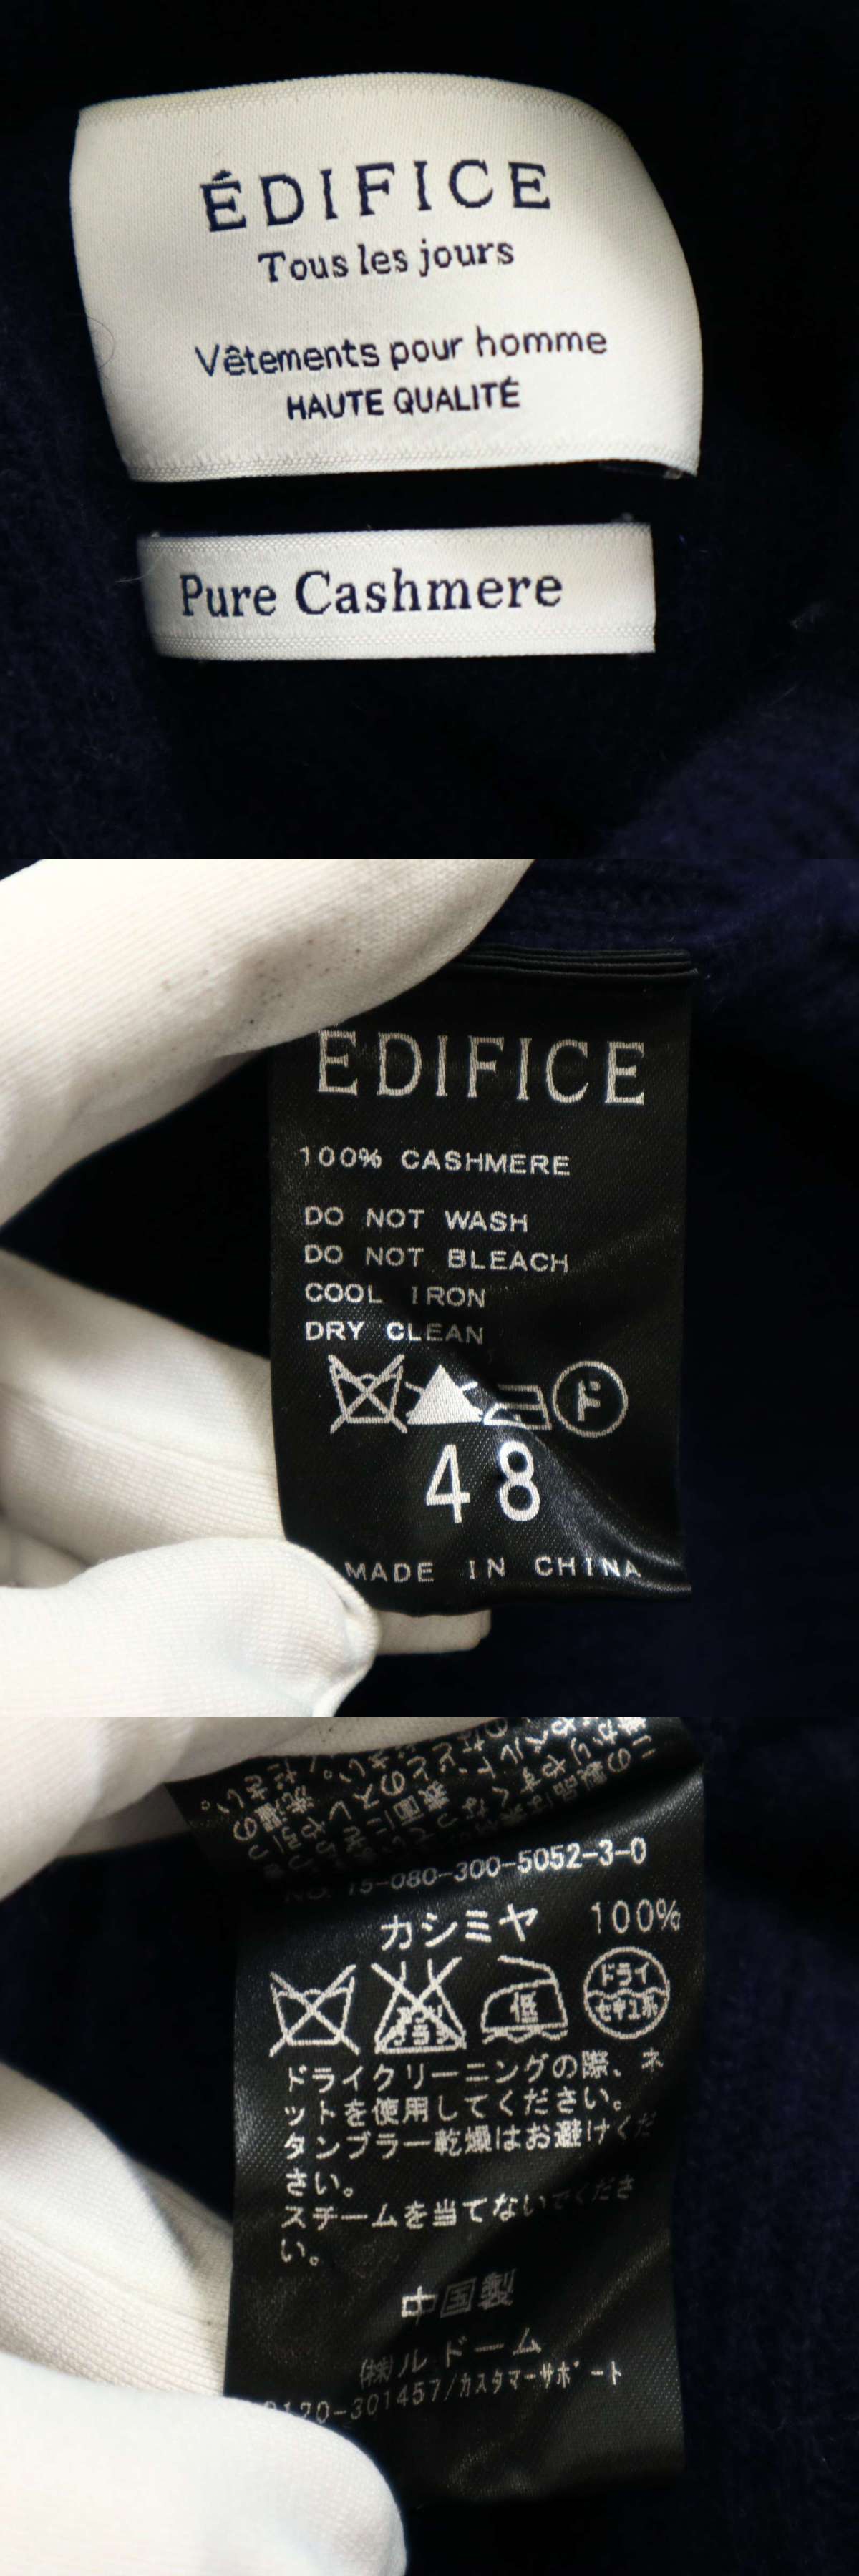 ÉDIFICE
Tous les jours
Vêtements pour homme
HAUTE QUALITÉ
Pure Cashmere
EDIFICE
100% CASHMERE
DO NOT WASH
DO NOT BLEACH
COOL IRON
DRY CLEAN
ド
48
MADE IN CHINA
NO. 15-080-300-5052-3-0
カシミヤ 100%
低 ドライ
セキユ系
ドライクリーニングの際、ネ
ットを使用してください。
タンブラー乾燥はお避けくだ
さい。
スチームを当てないでくださ
い。
中国製
㈱ルドーム
0120-301457/カスタマーサポート